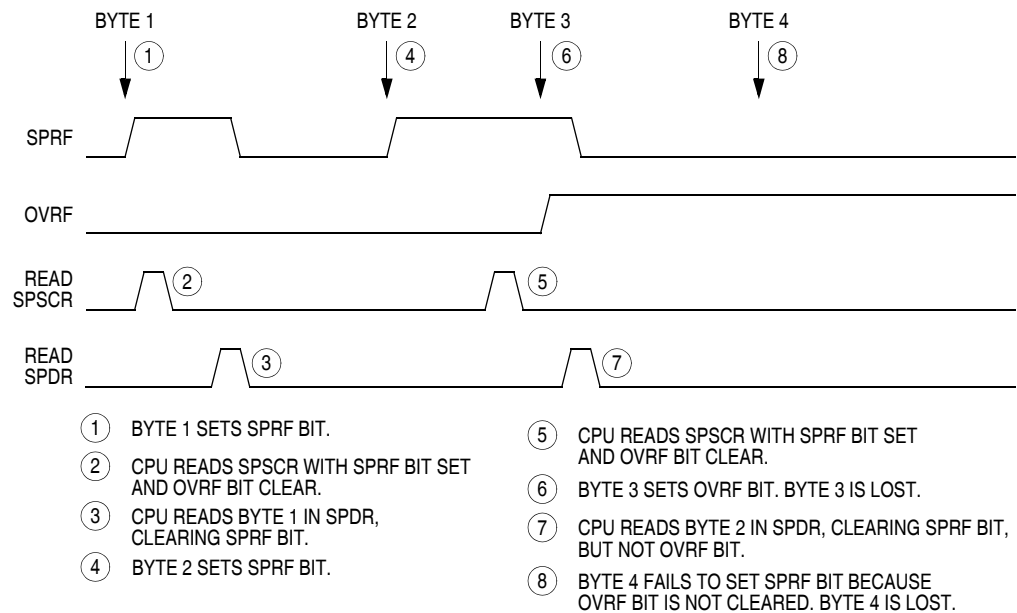 BYTE 1 BYTE 2 BYTE 3 BYTE 4
1 4 6 8
SPRF
OVRF
READ
SPSCR
2 5
READ
SPDR
3 7
1 BYTE 1 SETS SPRF BIT.
2 CPU READS SPSCR WITH SPRF BIT SET
AND OVRF BIT CLEAR.
3 CPU READS BYTE 1 IN SPDR,
CLEARING SPRF BIT.
4 BYTE 2 SETS SPRF BIT.
5 CPU READS SPSCR WITH SPRF BIT SET
AND OVRF BIT CLEAR.
6 BYTE 3 SETS OVRF BIT. BYTE 3 IS LOST.
7 CPU READS BYTE 2 IN SPDR, CLEARING SPRF BIT,
BUT NOT OVRF BIT.
8 BYTE 4 FAILS TO SET SPRF BIT BECAUSE
OVRF BIT IS NOT CLEARED. BYTE 4 IS LOST.